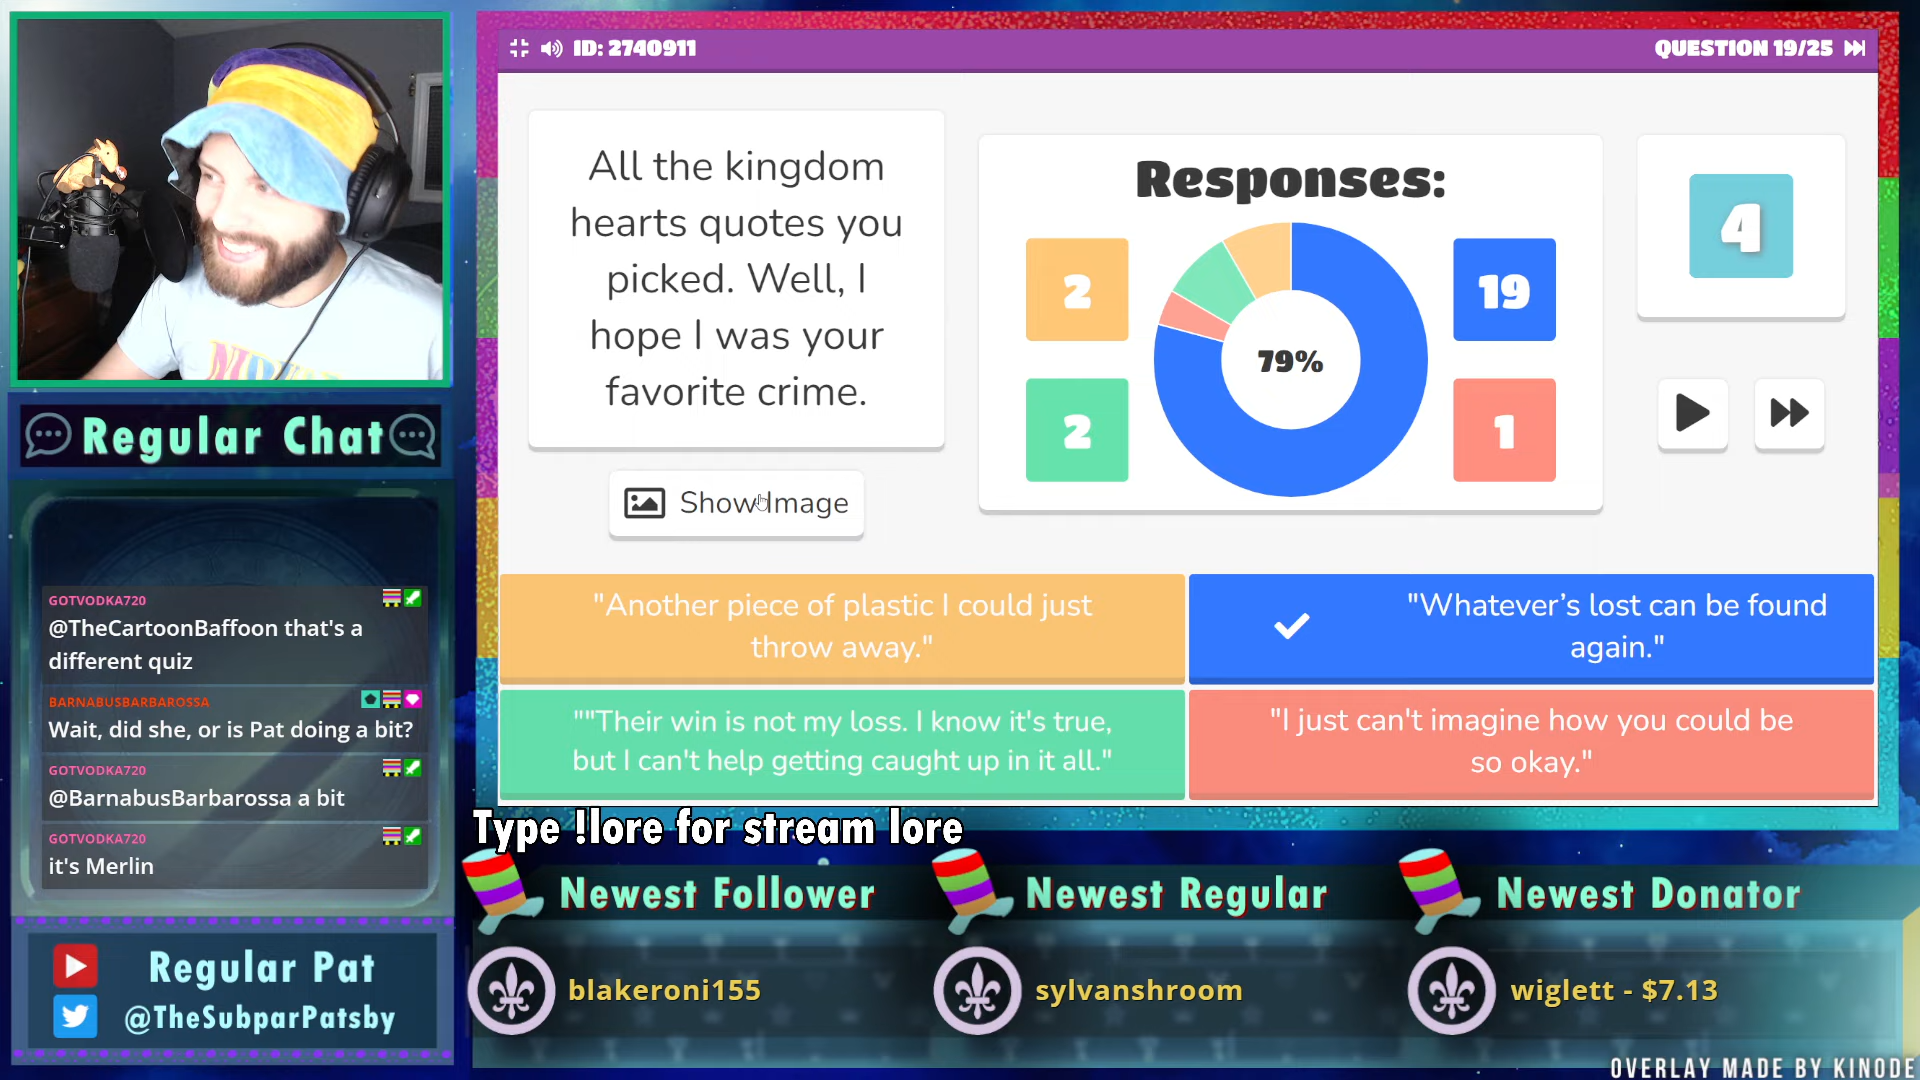 ID: 2740911
QUESTION 19/25
All the kingdom
hearts quotes you
picked. Well, I
hope I was your
favorite crime.
Show Image
Responses:
2
19
2
1
79%
4
"Another piece of plastic I could just
throw away."
"Whatever’s lost can be found
again."
""Their win is not my loss. I know it's true,
but I can't help getting caught up in it all."
"I just can't imagine how you could be
so okay."
Regular Chat
GOTVODKA720
@TheCartoonBaffoon that's a
different quiz
BARNABUSBARBAROSSA
Wait, did she, or is Pat doing a bit?
GOTVODKA720
@BarnabusBarbarossa a bit
GOTVODKA720
it's Merlin
Regular Pat
@TheSubparPatsby
Type !lore for stream lore
Newest Follower
blakeroni155
Newest Regular
sylvanshroom
Newest Donator
wiglett - $7.13
OVERLAY MADE BY KINODE